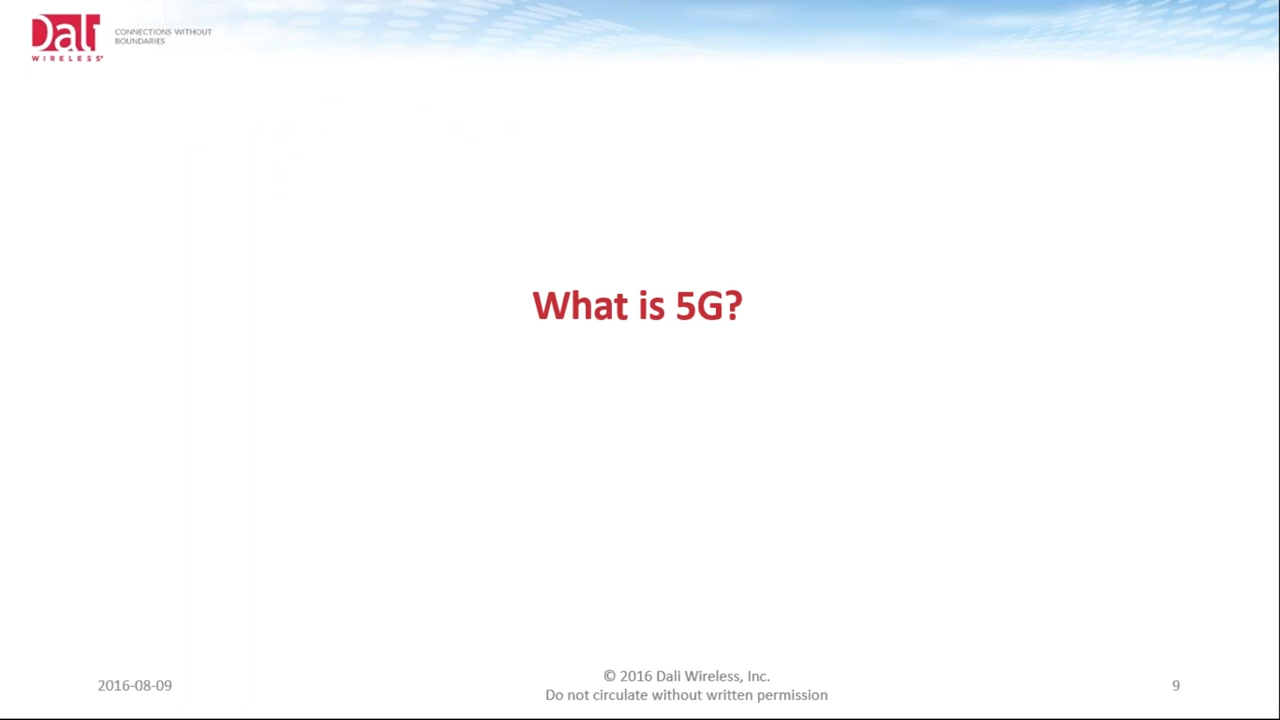 Dali
WIRELESS
CONNECTIONS WITHOUT
BOUNDARIES
What is 5G?
2016-08-09
© 2016 Dali Wireless, Inc.
Do not circulate without written permission
9